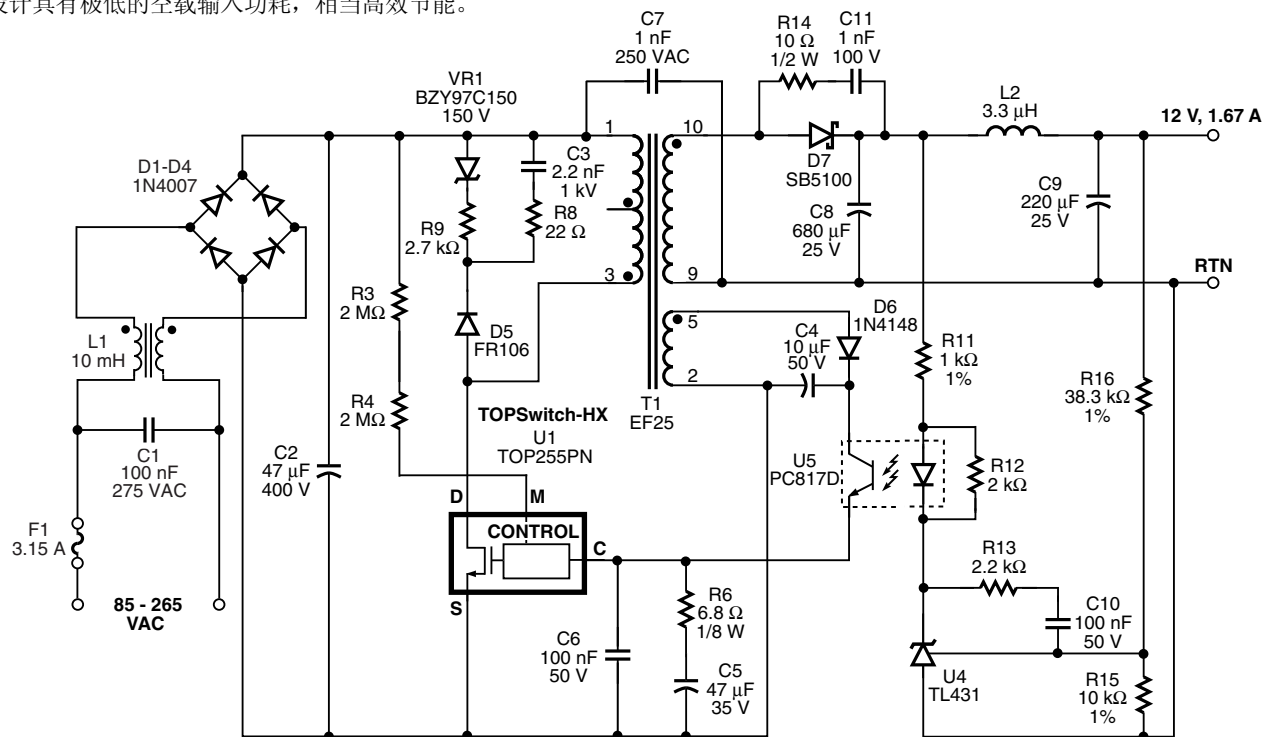 设计具有极低的空载输入功耗，相当高效节能。
C7
1 nF
250 VAC
R14
10 Ω
1/2 W
C11
1 nF
100 V
VR1
BZY97C150
150 V
L2
3.3 μH
12 V, 1.67 A
1
10
D1-D4
1N4007
C3
2.2 nF
1 kV
D7
SB5100
C9
220 μF
25 V
R9
2.7 kΩ
R8
22 Ω
C8
680 μF
25 V
3
9
RTN
R3
2 MΩ
D5
FR106
5
D6
1N4148
C4
10 μF
50 V
L1
10 mH
R11
1 kΩ
1%
2
R16
38.3 kΩ
1%
T1
EF25
R4
2 MΩ
TOPSwitch-HX
U1
TOP255PN
C1
100 nF
275 VAC
C2
47 μF
400 V
U5
PC817D
R12
2 kΩ
D
M
F1
3.15 A
CONTROL
C
R13
2.2 kΩ
85 - 265
VAC
S
R6
6.8 Ω
1/8 W
C10
100 nF
50 V
C6
100 nF
50 V
C5
47 μF
35 V
U4
TL431
R15
10 kΩ
1%